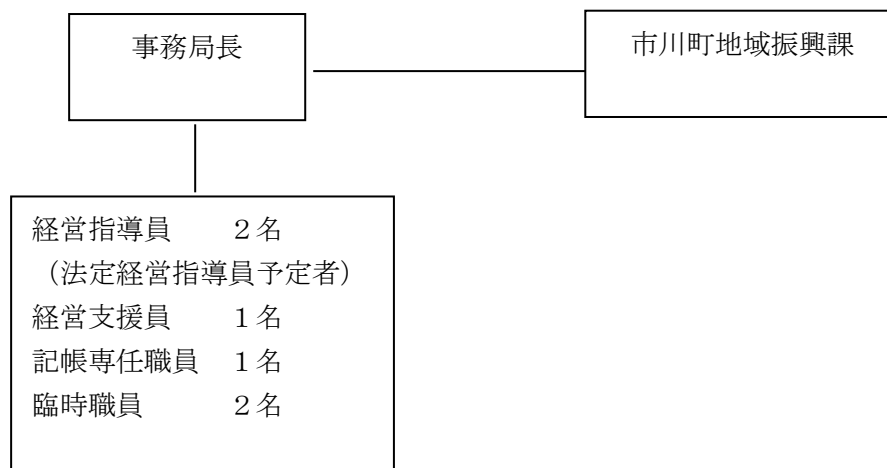 事務局長
市川町地域振興課
経営指導員　　２名
（法定経営指導員予定者）
経営支援員　　１名
記帳専任職員　１名
臨時職員　　　２名